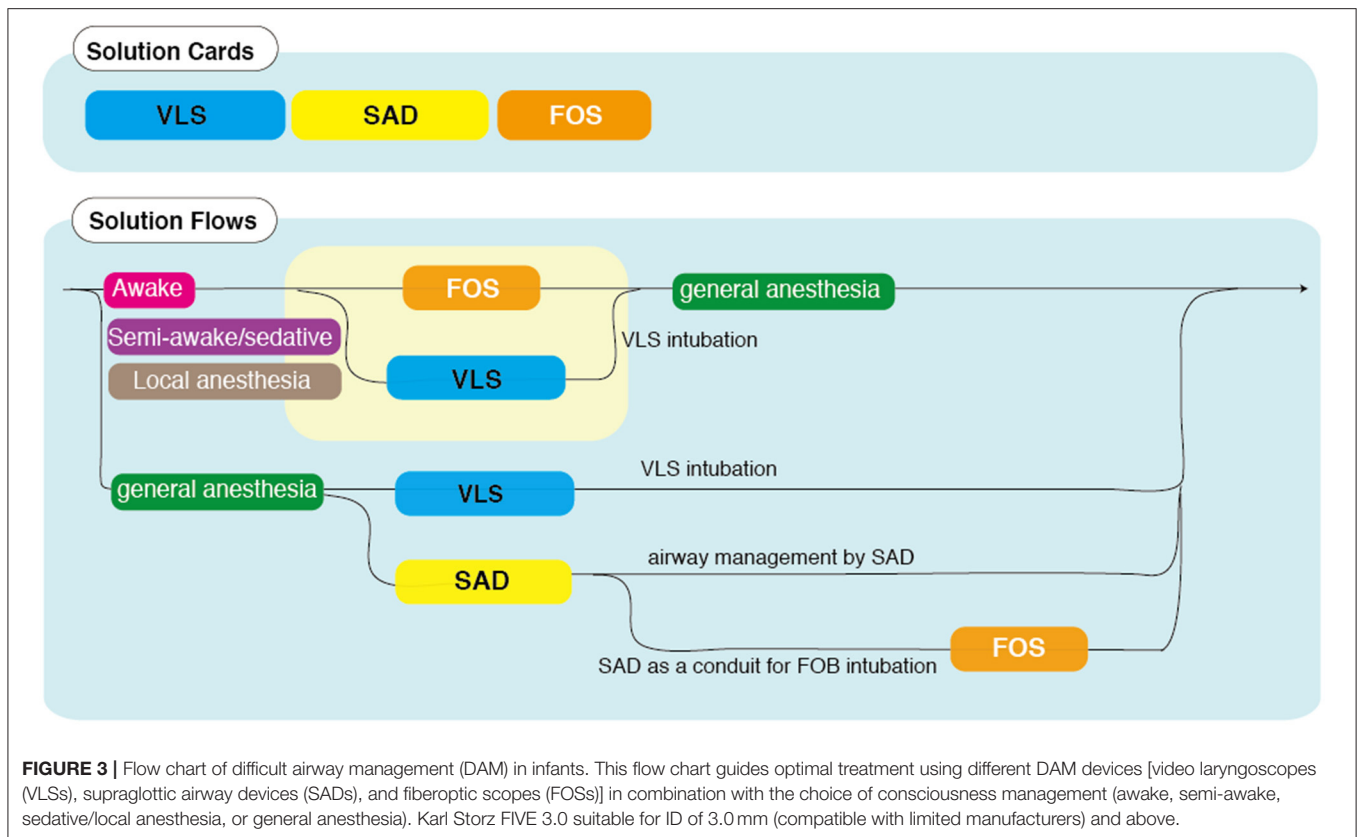 Solution Cards
VLS SAD FOS
Solution Flows
Awake FOS general anesthesia
Semi-awake/sedative
VLS intubation
Local anesthesia VLS
VLS intubation
general anesthesia VLS
airway management by SAD
SAD
FOS
SAD as a conduit for FOB intubation
FIGURE 3 | Flow chart of difficult airway management (DAM) in infants. This flow chart guides optimal treatment using different DAM devices [video laryngoscopes
(VLSs), supraglottic airway devices (SADs), and fiberoptic scopes (FOSs)] in combination with the choice of consciousness management (awake, semi-awake,
sedative/local anesthesia, or general anesthesia). Karl Storz FIVE 3.0 suitable for ID of 3.0 mm (compatible with limited manufacturers) and above.